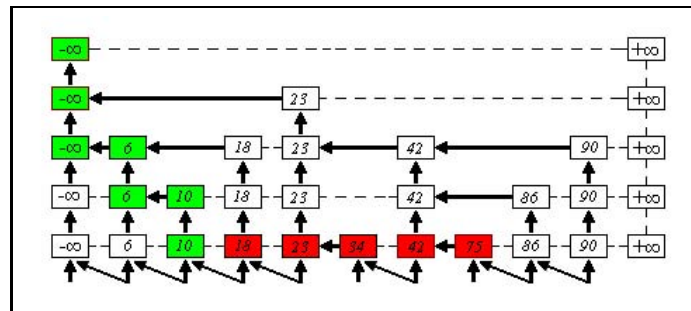 -∞ +∞
-∞ 23 +∞
-∞ 6 18 23 42 90 +∞
-∞ 6 10 18 23 42 86 90 +∞
-∞ 6 10 18 23 34 42 75 86 90 +∞